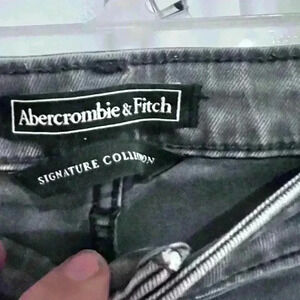 Abercrombie & Fitch
SIGNATURE COLLECTION